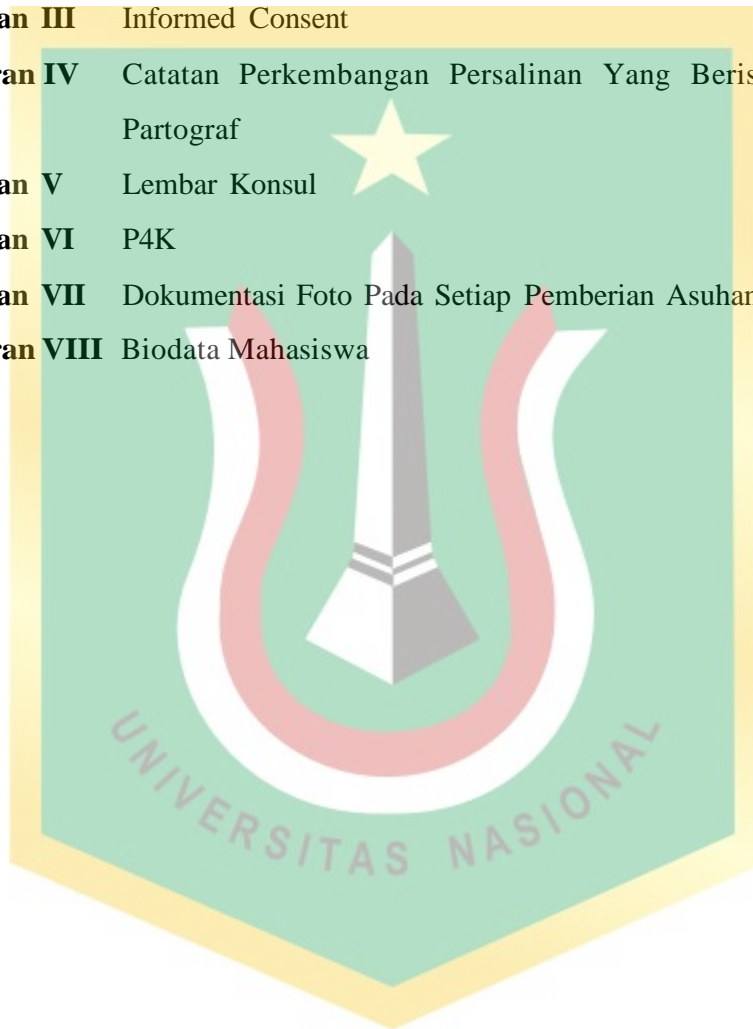 an III Informed Consent
ran IV Catatan Perkembangan Persalinan Yang Beris
Partograf
an V Lembar Konsul
an VI P4K
an VII Dokumentasi Foto Pada Setiap Pemberian Asuhan
ran VIII Biodata Mahasiswa
UNIVERSITAS NASIONAL